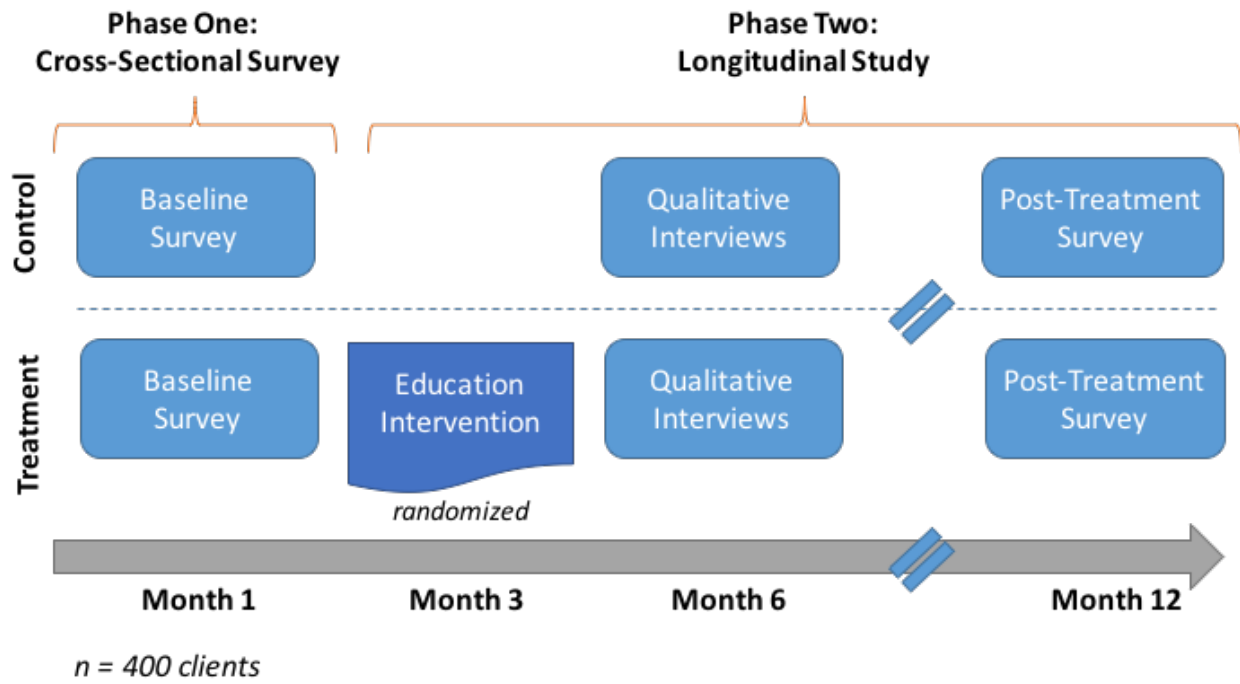 Phase One:
Cross-Sectional Survey
Phase Two:
Longitudinal Study
Control
Baseline
Survey
Qualitative
Interviews
Post-Treatment
Survey
Treatment
Baseline
Survey
Education
Intervention
randomized
Qualitative
Interviews
Post-Treatment
Survey
Month 1
Month 3
Month 6
Month 12
n = 400 clients